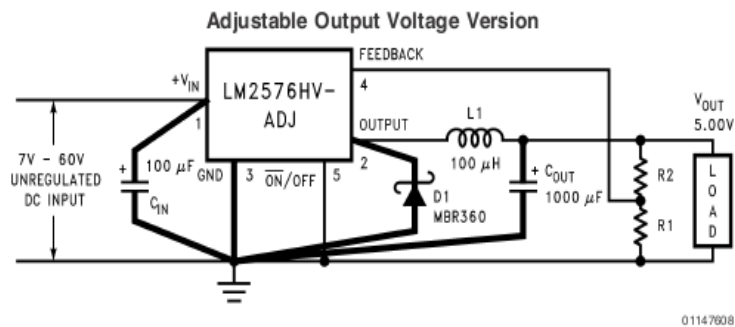 Adjustable Output Voltage Version
FEEDBACK
+VIN
LM2576HV-
ADJ
4
1
OUTPUT
L1
VOUT
5.00V
7V - 60V
UNREGULATED
DC INPUT
+
100 μF
CIN
GND
3
ON/OFF
5
2
100 μH
D1
MBR360
+
COUT
1000 μF
R2
R1
LOAD
01147608